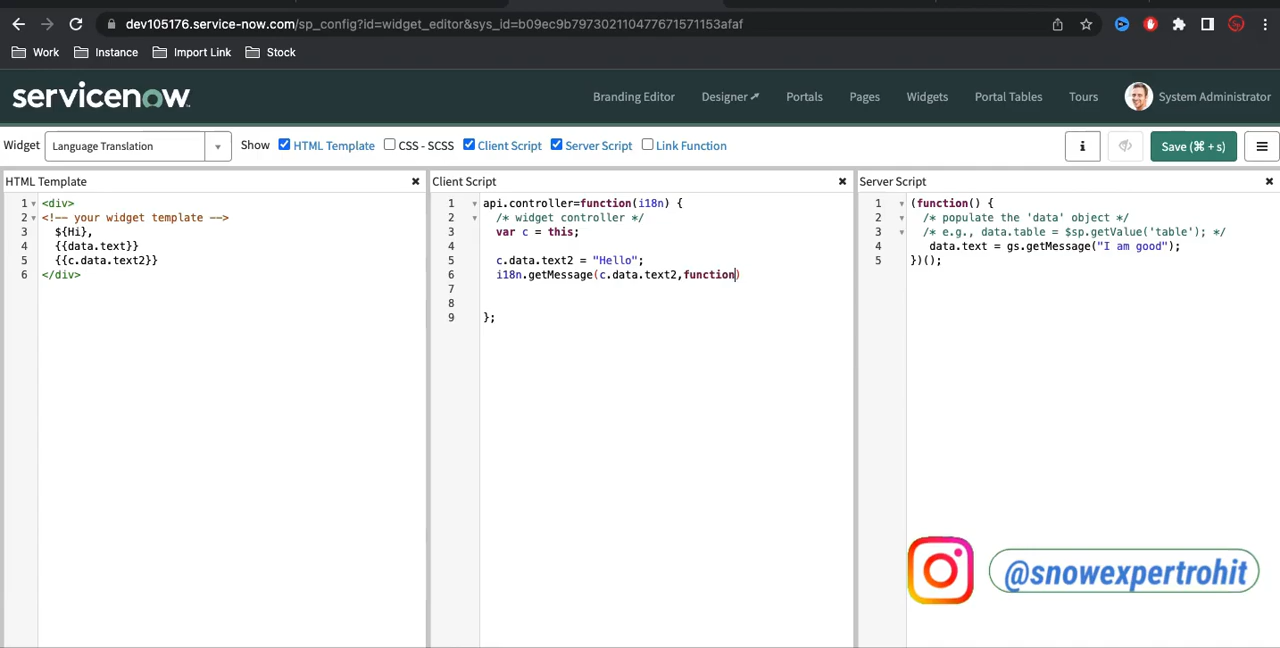 dev105176.service-now.com/sp_config?id=widget_editor&sys_id=b09ec9b797302110477671571153afaf
Work Instance Import Link Stock
servicenow Branding Editor Designer Portals Pages Widgets Portal Tables Tours System Administrator
Widget Language Translation Show HTML Template CSS - SCSS Client Script Server Script Link Function i Save (⌘ + s)
HTML Template
1 <div>
2 <!-- your widget template -->
3 ${Hi},
4 {{data.text}}
5 {{c.data.text2}}
6 </div>
Client Script
1 api.controller=function(i18n) {
2 /* widget controller */
3 var c = this;
4
5 c.data.text2 = "Hello";
6 i18n.getMessage(c.data.text2,function)
7
8
9 };
Server Script
1 (function() {
2 /* populate the 'data' object */
3 /* e.g., data.table = $sp.getValue('table'); */
4 data.text = gs.getMessage("I am good");
5 })();
@snowexpertrohit